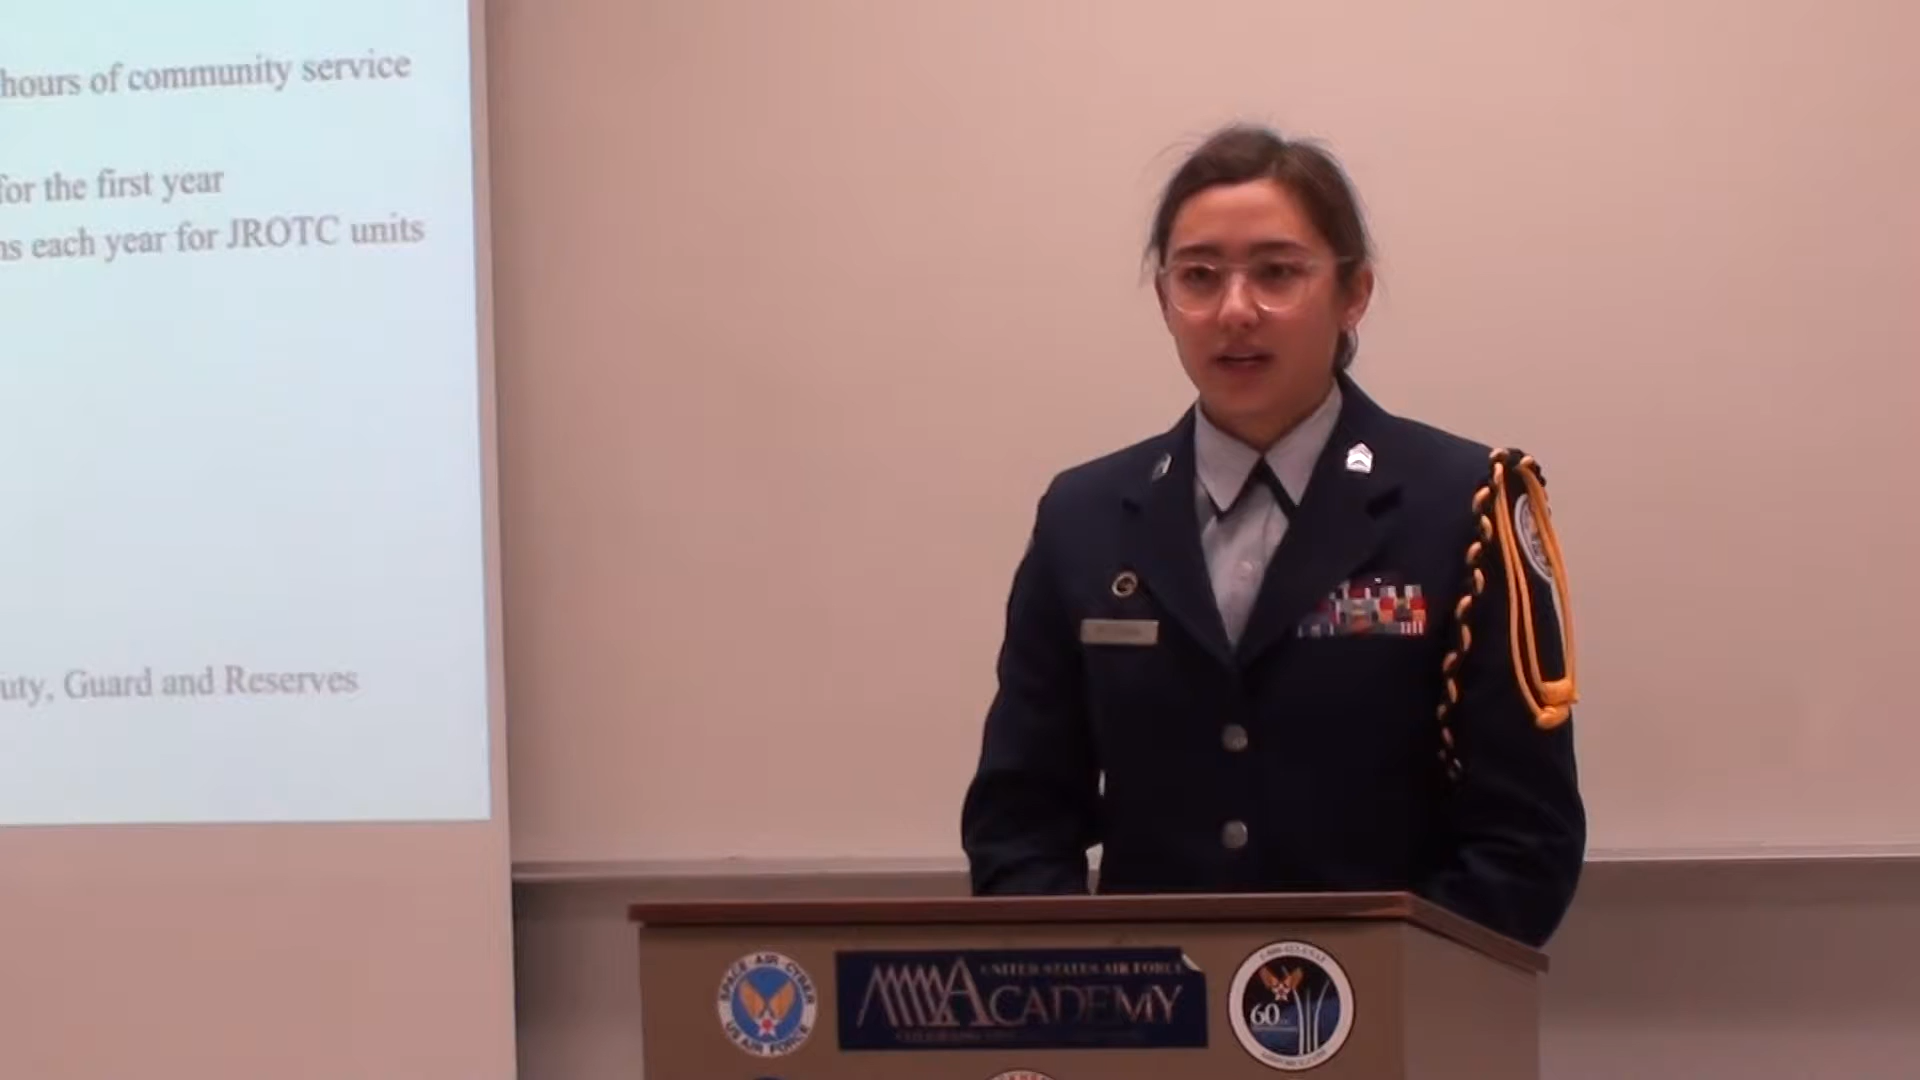 hours of community service
for the first year
ns each year for JROTC units
uty, Guard and Reserves
SPACE AIR CYBER
US AIR FORCE
UNITED STATES AIR FORCE
ACADEMY
60